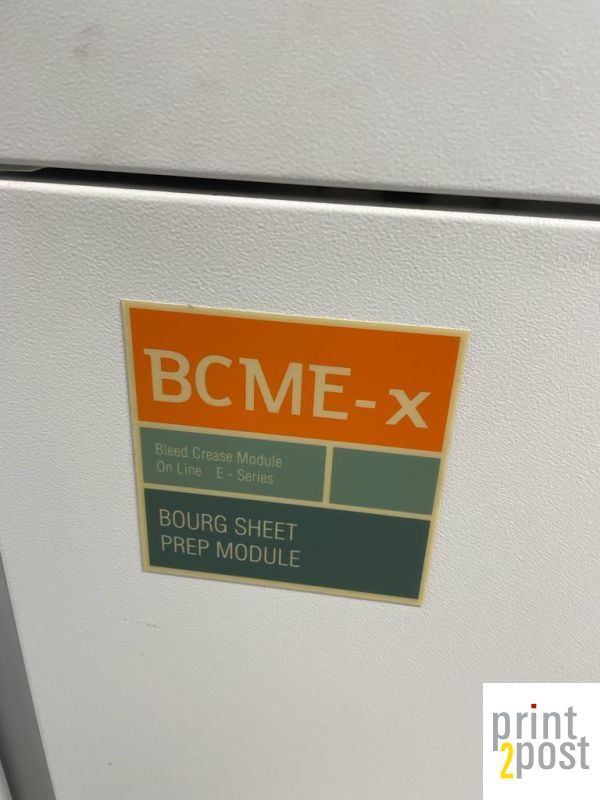 BCME-x
Bleed Crease Module
On Line E - Series
BOURG SHEET
PREP MODULE
print
2post